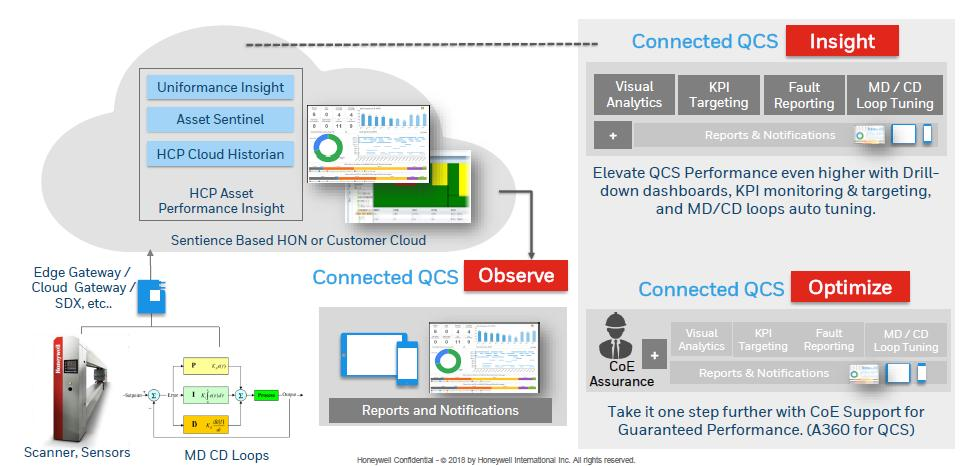 Connected QCS Insight
Uniformance Insight
Asset Sentinel
HCP Cloud Historian
HCP Asset
Performance Insight
Sentience Based HON or Customer Cloud
Visual
Analytics
KPI
Targeting
Fault
Reporting
MD / CD
Loop Tuning
+
Reports & Notifications
Elevate QCS Performance even higher with Drill-
down dashboards, KPI monitoring & targeting,
and MD/CD loops auto tuning.
Edge Gateway /
Cloud Gateway /
SDX, etc..
Connected QCS Observe
Reports and Notifications
Connected QCS Optimize
CoE
Assurance
+
Visual
Analytics
KPI
Targeting
Fault
Reporting
MD / CD
Loop Tuning
Reports & Notifications
Take it one step further with CoE Support for
Guaranteed Performance. (A360 for QCS)
Honeywell
Scanner, Sensors
Setpoint
Σ
Error
P
I
D
Σ
Process
Output
MD CD Loops
Honeywell Confidential - © 2018 by Honeywell International Inc. All rights reserved.